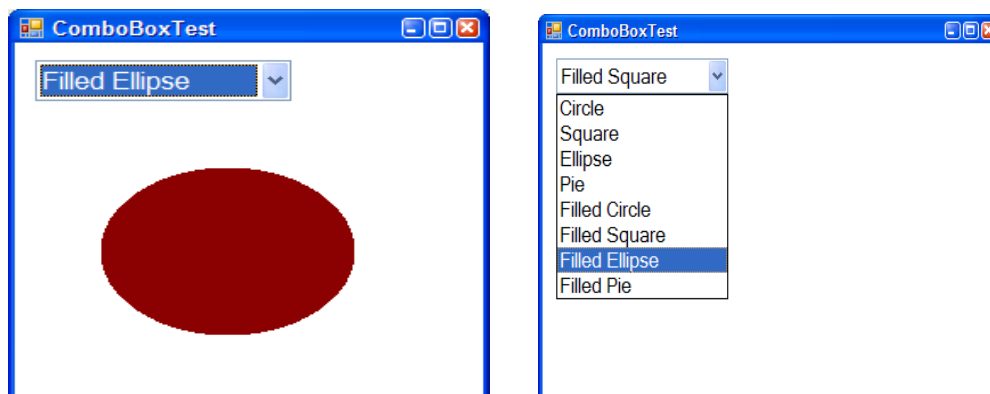 ComboBoxTest
Filled Ellipse
ComboBoxTest
Filled Square
Circle
Square
Ellipse
Pie
Filled Circle
Filled Square
Filled Ellipse
Filled Pie